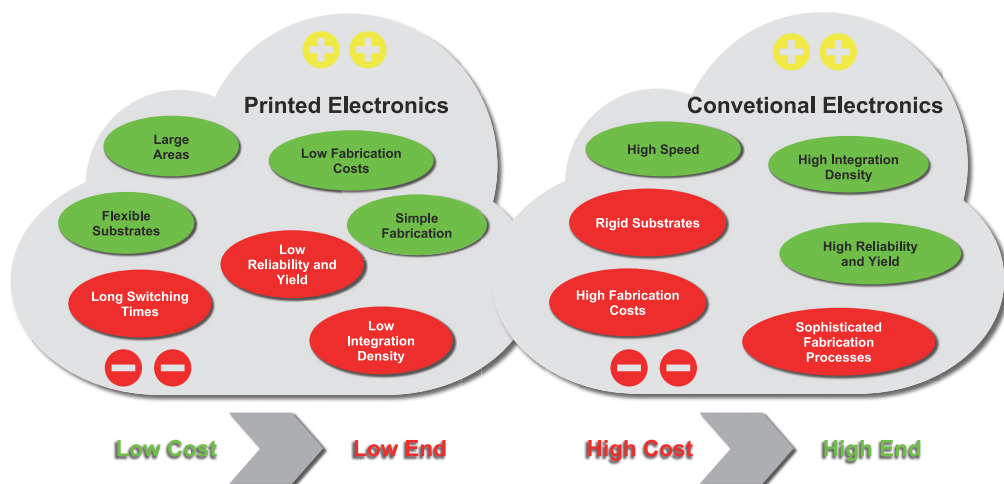 Printed Electronics
Large
Areas
Low Fabrication
Costs
Flexible
Substrates
Simple
Fabrication
Low
Reliability and
Yield
Long Switching
Times
Low
Integration
Density
Low Cost
Low End
Convetional Electronics
High Speed
High Integration
Density
Rigid Substrates
High Reliability
and Yield
High Fabrication
Costs
Sophisticated
Fabrication
Processes
High Cost
High End